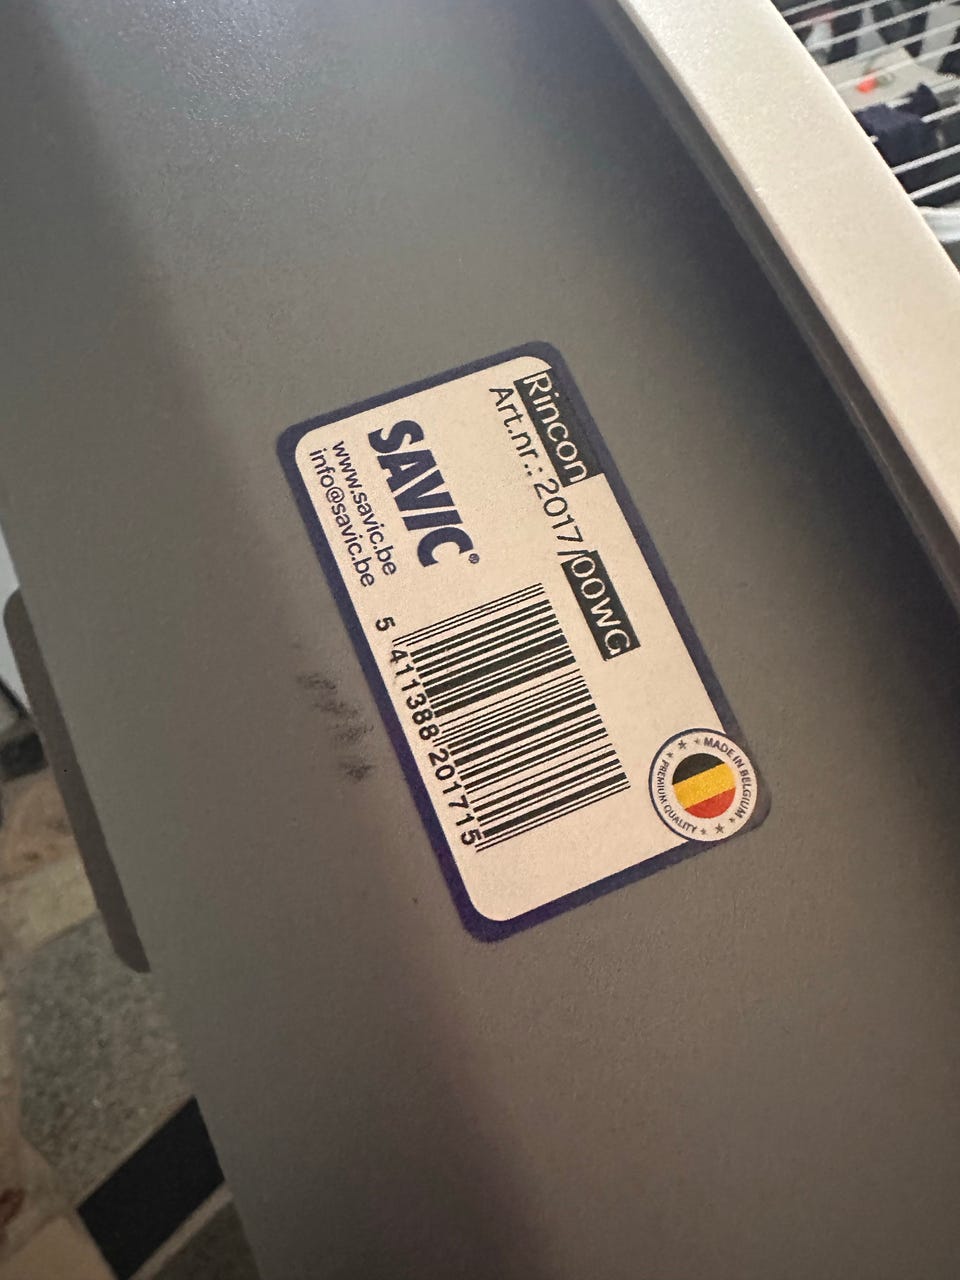 Rincon
Art.nr.: 2017/00WG
SAVIC®
www.savic.be
info@savic.be
5 411388 201715
MADE IN BELGIUM
PREMIUM QUALITY